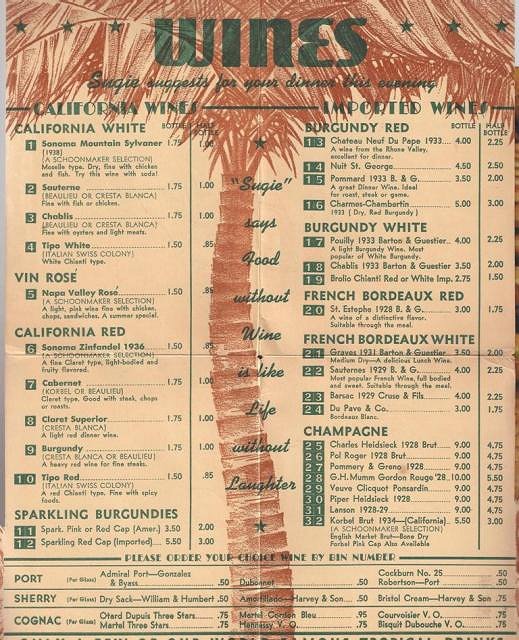 WINES
Sugie suggests for your dinner this evening
CALIFORNIA WINES
CALIFORNIA WHITE BOTTLE HALF BOTTLE
1 Sonoma Mountain Sylvaner 1.75 1.00
(1938)
(A SCHOONMAKER SELECTION)
Moselle type. Dry, fine with chicken
and fish. Try this wine with soda!
2 Sauterne 1.75 1.00
(BEAULIEU OR CRESTA BLANCA)
Fine with fish or chicken.
3 Chablis 1.75 1.00
(BEAULIEU OR CRESTA BLANCA)
Fine with oysters and light meats.
4 Tipo White 1.50 .85
(ITALIAN SWISS COLONY)
White Chianti type.
VIN ROSE
5 Napa Valley Rose 1.50 .85
(A SCHOONMAKER SELECTION)
A light, pink wine fine with chicken,
chops, sandwiches. A summer special.
CALIFORNIA RED
6 Sonoma Zinfandel 1936 1.50 .85
(A SCHOONMAKER SELECTION)
A fine Claret type, light-bodied and
fruity flavored.
7 Cabernet 1.75 1.00
(KORBEL OR BEAULIEU)
Claret type. Good with steak, chops
or roasts.
8 Claret Superior 1.75 1.00
(CRESTA BLANCA)
A light red dinner wine.
9 Burgundy 1.75 1.00
(CRESTA BLANCA OR BEAULIEU)
A heavy red wine for fine steaks.
10 Tipo Red 1.50 .85
(ITALIAN SWISS COLONY)
A red Chianti type. Fine with spicy
foods.
SPARKLING BURGUNDIES
11 Spark. Pink or Red Cap (Amer.) 3.50 2.00
12 Sparkling Red Cap (Imported) 5.50 3.00
"Sugie"
says
Food
without
Wine
is like
Life
without
Laughter
IMPORTED WINES
BURGUNDY RED BOTTLE HALF BOTTLE
13 Chateau Neuf Du Pape 1933 4.00 2.25
A wine from the Rhone Valley,
excellent for dinner.
14 Nuit St. George 4.50 2.50
15 Pommard 1933 B. & G. 3.50 2.00
A great Dinner Wine. Ideal
for roast, steak or game.
16 Charmes-Chambertin 5.00 3.00
1933 (Dry, Red Burgundy)
BURGUNDY WHITE
17 Pouilly 1933 Barton & Guestier 4.00 2.25
A light Burgundy Wine. Most
popular of White Burgundy.
18 Chablis 1933 Barton & Guestier 3.50 2.00
19 Brolio Chianti Red or White Imp. 2.75 1.50
FRENCH BORDEAUX RED
20 St. Estephe 1928 B. & G. 3.00 1.75
A wine of a distinctive flavor.
Suitable through the meal.
FRENCH BORDEAUX WHITE
21 Graves 1931 Barton & Guestier 3.50 2.00
Medium Dry—A delicious Lunch Wine.
22 Sauternes 1929 B. & G. 4.00 2.25
Most popular French Wine, full bodied
and sweet. Suitable through the meal.
23 Barsac 1929 Cruse & Fils 4.00 2.25
24 Du Pave & Co. 3.00 1.75
Bordeaux Blanc.
CHAMPAGNE
25 Charles Heidsieck 1928 Brut 9.00 4.75
26 Pol Roger 1928 Brut 9.00 4.75
27 Pommery & Greno 1928 9.00 4.75
28 G.H. Mumm Gordon Rouge '28 10.00 5.50
29 Veuve Clicquot Ponsardin 9.00 4.75
30 Piper Heidsieck 1928 9.00 4.75
31 Lanson 1928-29 9.00 4.75
32 Korbel Brut 1934—(California) 5.50 3.00
(A SCHOONMAKER SELECTION)
English Market Brut—Bone Dry
Korbel Pink Cap Also Available
PLEASE ORDER YOUR CHOICE WINE BY BIN NUMBER
PORT (Per Glass) Admiral Port—Gonzales & Byass .50 Dubonnet .50 Cockburn No. 25 .50
Robertson—Port .50
SHERRY (Per Glass) Dry Sack—William & Humbert .50 Amontillado—Harvey & Son .50 Bristol Cream—Harvey & Son .75
COGNAC (Per Glass) Otard Dupuis Three Stars .75 Martel Cordon Bleu .95 Courvoisier V. O. .75
Martel Three Stars .75 Hennessy V. O. .75 Bisquit Dubouche V. O. .75